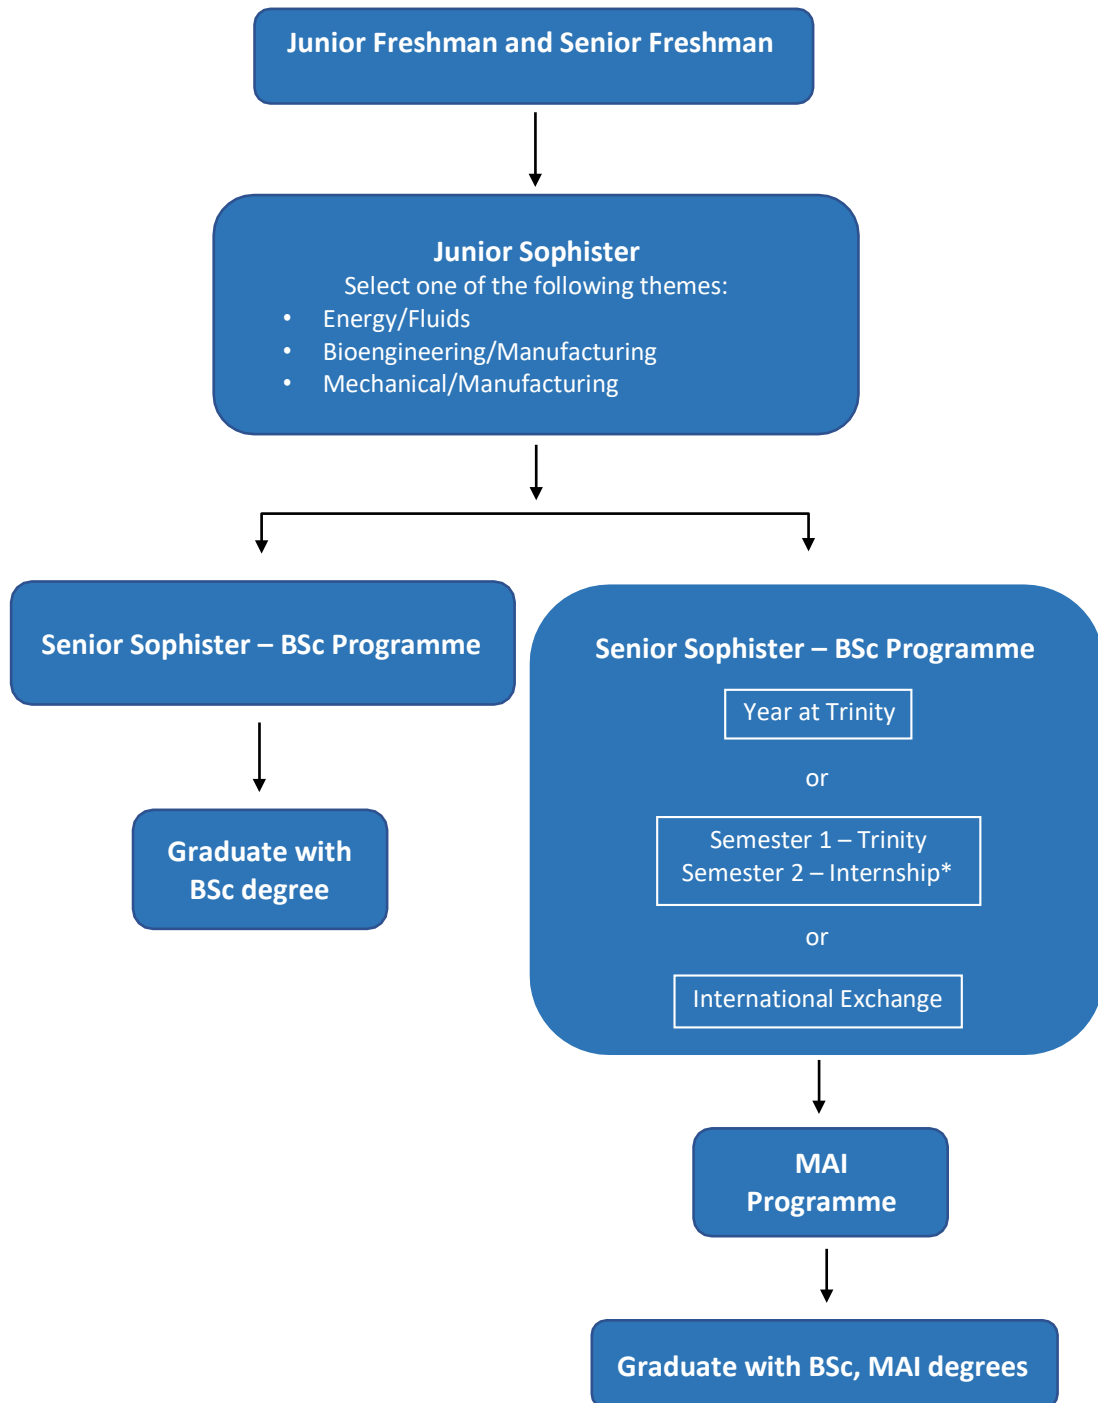 Junior Freshman and Senior Freshman
Junior Sophister
Select one of the following themes:
• Energy/Fluids
• Bioengineering/Manufacturing
• Mechanical/Manufacturing
Senior Sophister – BSc Programme
Graduate with
BSc degree
Senior Sophister – BSc Programme
Year at Trinity
or
Semester 1 – Trinity
Semester 2 – Internship*
or
International Exchange
MAI
Programme
Graduate with BSc, MAI degrees